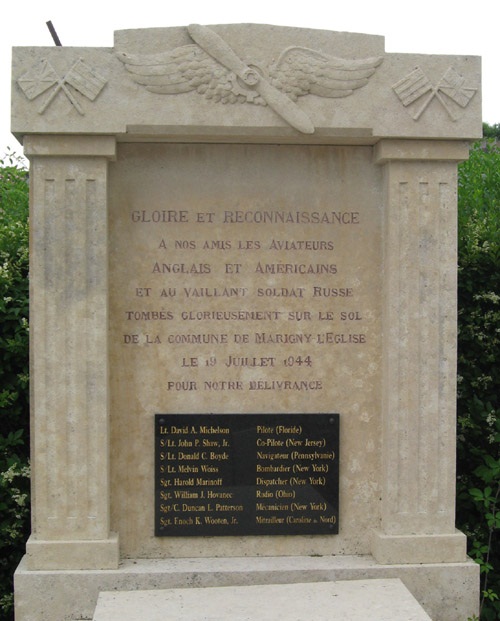 GLOIRE ET RECONNAISSANCE
A NOS AMIS LES AVIATEURS
ANGLAIS ET AMÉRICAINS
ET AU VAILLANT SOLDAT RUSSE
TOMBÉS GLORIEUSEMENT SUR LE SOL
DE LA COMMUNE DE MARIGNY L'EGLISE
LE 19 JUILLET 1944
POUR NOTRE DÉLIVRANCE
Lt. David A. Michelson Pilote (Floride)
S/Lt. John P. Shaw, Jr. Co-Pilote (New Jersey)
S/Lt. Donald C. Boyde Navigateur (Pennsylvanie)
S/Lt. Melvin Weiss Bombardier (New York)
Sgt. Harold Marinoff Dispatcher (New York)
Sgt. William J. Hovanec Radio (Ohio)
Sgt/C. Duncan L. Patterson Mécanicien (New York)
Sgt. Enoch K. Wooten, Jr. Mitrailleur (Caroline du Nord)